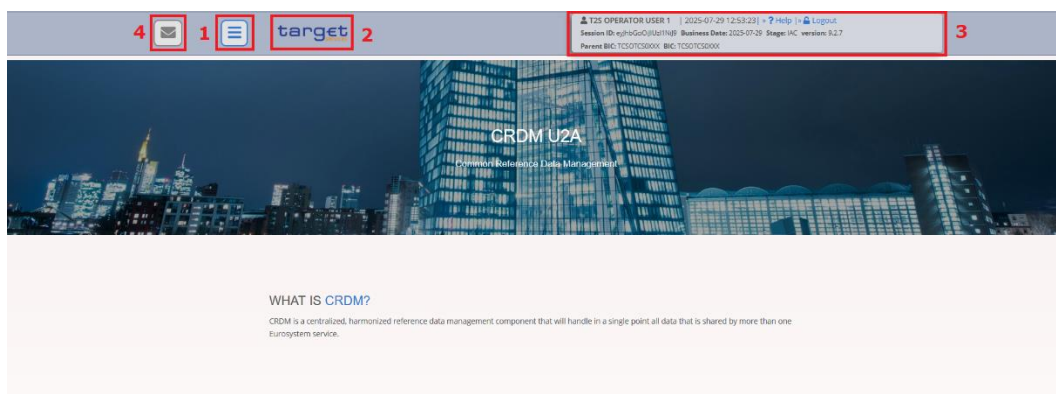 4
1
target
2
T2S OPERATOR USER 1 | 2025-07-29 12:53:23| » ? Help |» Logout
Session ID: Business Date: 2025-07-29 Stage: IAC version: 9.2.7
Parent BIC: TCSOTCS0XXX BIC: TCSOTCS0XXX
3
CRDM U2A
Common Reference Data Management
WHAT IS CRDM?
CRDM is a centralized, harmonized reference data management component that will handle in a single point all data that is shared by more than one
Eurosystem service.